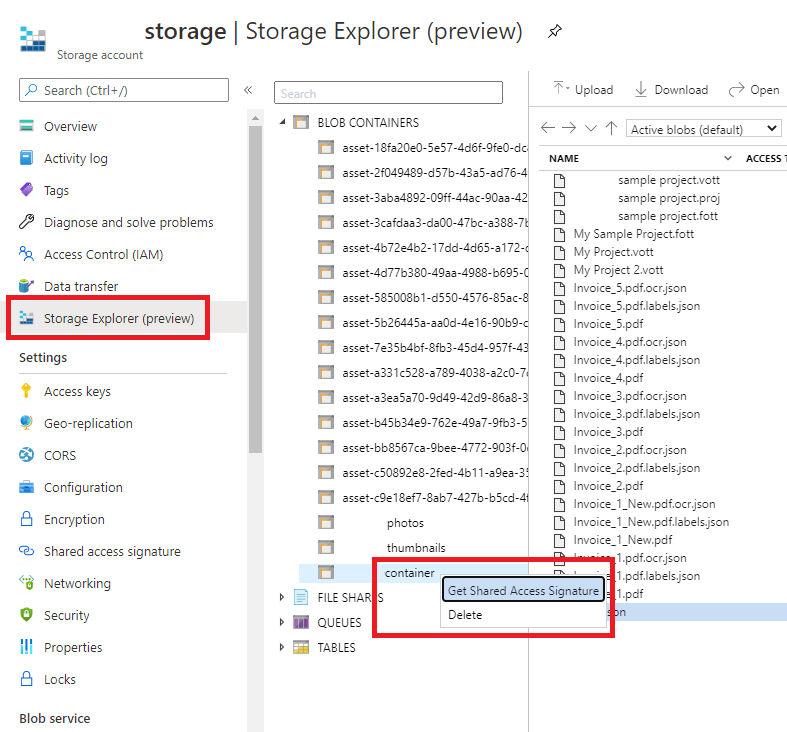 storage | Storage Explorer (preview)
Storage account
Search (Ctrl+/)
«
Overview
Activity log
Tags
Diagnose and solve problems
Access Control (IAM)
Data transfer
Storage Explorer (preview)
Settings
Access keys
Geo-replication
CORS
Configuration
Encryption
Shared access signature
Networking
Security
Properties
Locks
Blob service
Search
BLOB CONTAINERS
asset-18fa20e0-5e57-4d6f-9fe0-dc
asset-2f049489-d57b-43a5-ad76-4
asset-3aba4892-09ff-44ac-90aa-42
asset-3cafdaa3-da00-47bc-a388-7b
asset-4b72e4b2-17dd-4d65-a172-c
asset-4d77b380-49aa-4988-b695-0
asset-585008b1-d550-4576-85ac-8
asset-5b26445a-aa0d-4e16-90b9-c
asset-7e35b4bf-8fb3-45d4-957f-43
asset-a331c528-a789-4038-a2c0-7
asset-a3ea5a70-9d49-42d9-86a8-3
asset-b45b34e9-762e-49a7-9fb3-5
asset-bb8567ca-9bee-4772-903f-0
asset-c50892e8-2fed-4b11-a9ea-35
asset-c9e18ef7-8ab7-427b-b5cd-4f
photos
thumbnails
container
Get Shared Access Signature
Delete
FILE SHARES
QUEUES
TABLES
Upload
Download
Open
Active blobs (default)
NAME
ACCESS T
sample project.vott
sample project.proj
sample project.fott
My Sample Project.fott
My Project.vott
My Project 2.vott
Invoice_5.pdf.ocr.json
Invoice_5.pdf.labels.json
Invoice_5.pdf
Invoice_4.pdf.ocr.json
Invoice_4.pdf.labels.json
Invoice_4.pdf
Invoice_3.pdf.ocr.json
Invoice_3.pdf.labels.json
Invoice_3.pdf
Invoice_2.pdf.ocr.json
Invoice_2.pdf.labels.json
Invoice_2.pdf
Invoice_1_New.pdf.ocr.json
Invoice_1_New.pdf.labels.json
Invoice_1_New.pdf
Invoice_1.pdf.ocr.json
_1.pdf.labels.json
_1.pdf
son